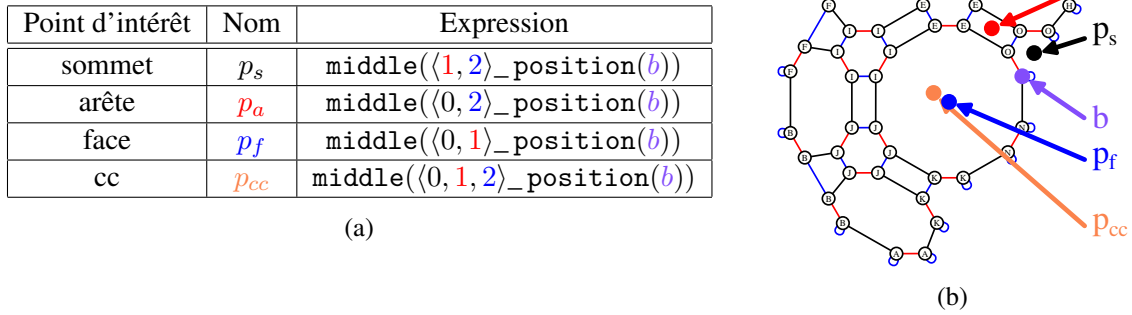 Point d'intérêt Nom Expression
sommet p_s middle(⟨1, 2⟩_position(b))
arête p_a middle(⟨0, 2⟩_position(b))
face p_f middle(⟨0, 1⟩_position(b))
cc p_cc middle(⟨0, 1, 2⟩_position(b))
(a)
F E E H
I I E E O O
F I I O
p_s
F I I
b
B J J N
p_f
B J J N
J J K K
p_cc
B K
B K
A A
(b)